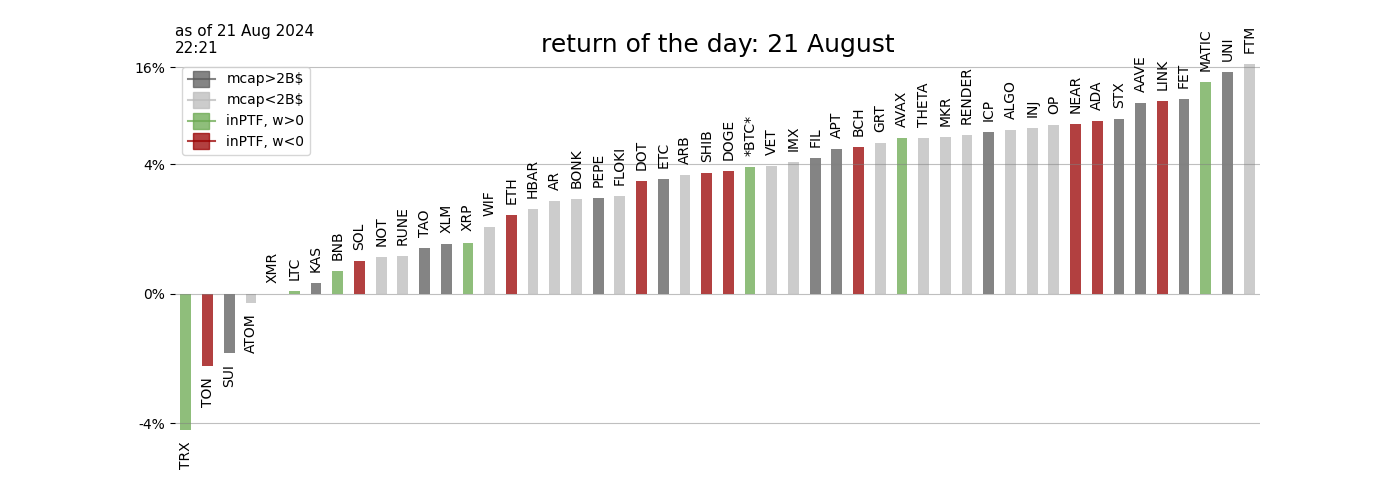 as of 21 Aug 2024
22:21
return of the day: 21 August
16%
4%
0%
-4%
mcap>2B$
mcap<2B$
inPTF, w>0
inPTF, w<0
TRX
TON
SUI
ATOM
XMR
LTC
KAS
BNB
SOL
NOT
RUNE
TAO
XLM
XRP
WIF
ETH
HBAR
AR
BONK
PEPE
FLOKI
DOT
ETC
ARB
SHIB
DOGE
*BTC*
VET
IMX
FIL
APT
BCH
GRT
AVAX
THETA
MKR
RENDER
ICP
ALGO
INJ
OP
NEAR
ADA
STX
AAVE
LINK
FET
MATIC
UNI
FTM